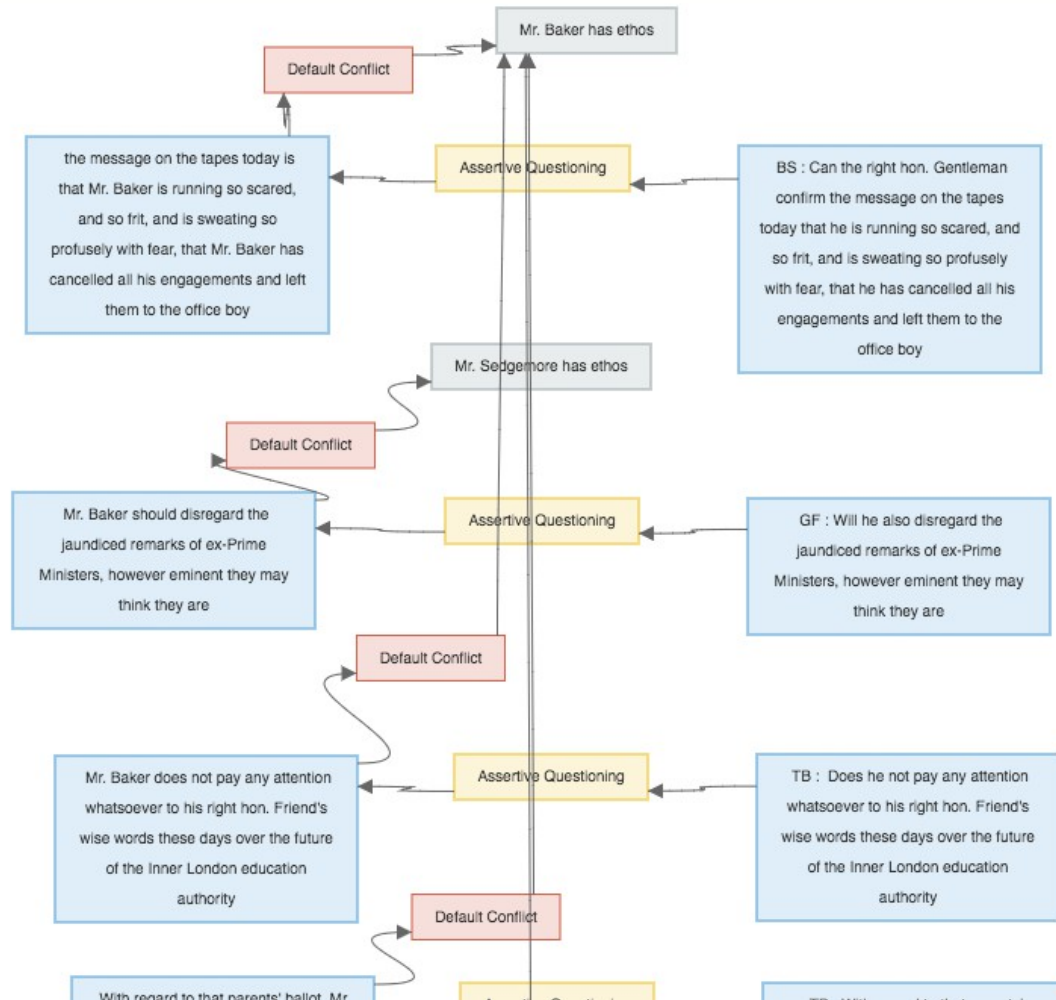 Mr. Baker has ethos
Default Conflict
the message on the tapes today is
that Mr. Baker is running so scared,
and so frit, and is sweating so
profusely with fear, that Mr. Baker has
cancelled all his engagements and left
them to the office boy
Assertive Questioning
BS : Can the right hon. Gentleman
confirm the message on the tapes
today that he is running so scared, and
so frit, and is sweating so profusely
with fear, that he has cancelled all his
engagements and left them to the
office boy
Mr. Sedgemore has ethos
Default Conflict
Mr. Baker should disregard the
jaundiced remarks of ex-Prime
Ministers, however eminent they may
think they are
Assertive Questioning
GF : Will he also disregard the
jaundiced remarks of ex-Prime
Ministers, however eminent they may
think they are
Default Conflict
Mr. Baker does not pay any attention
whatsoever to his right hon. Friend's
wise words these days over the future
of the Inner London education
authority
Assertive Questioning
TB : Does he not pay any attention
whatsoever to his right hon. Friend's
wise words these days over the future
of the Inner London education
authority
Default Conflict
With regard to that parents' ballot, Mr.